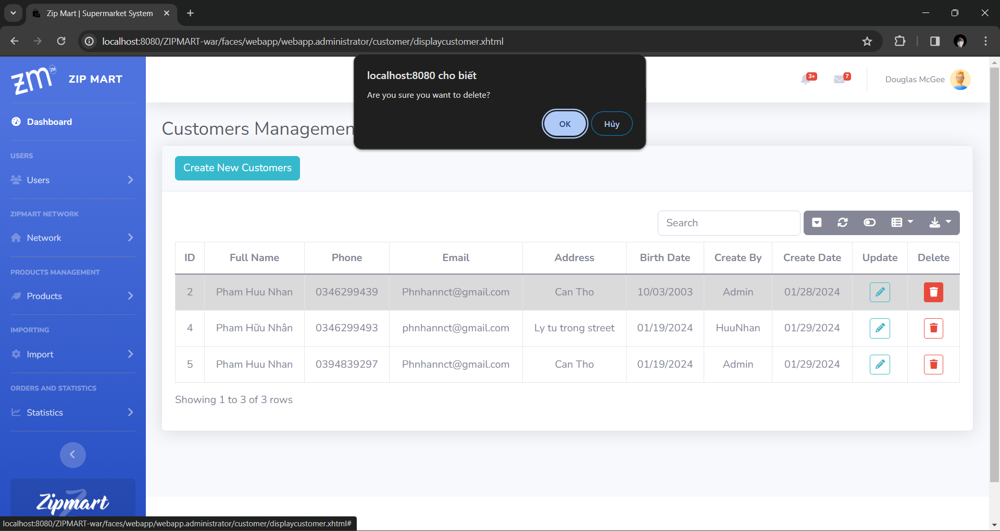 Zip Mart | Supermarket System
localhost:8080/ZIPMART-war/faces/webapp/webapp.administrator/customer/displaycustomer.xhtml
zm ZM
ZIP MART
localhost:8080 cho biết
Are you sure you want to delete?
OK Hủy
3+ 7 Douglas McGee
Dashboard
USERS
Users
ZIPMART NETWORK
Network
PRODUCTS MANAGEMENT
Products
IMPORTING
Import
ORDERS AND STATISTICS
Statistics
Zipmart
Customers Managemen
Create New Customers
Search
ID Full Name Phone Email Address Birth Date Create By Create Date Update Delete
2 Pham Huu Nhan 0346299439 Phnhannct@gmail.com Can Tho 10/03/2003 Admin 01/28/2024
4 Pham Hữu Nhân 0346299493 phnhannct@gmail.com Ly tu trong street 01/19/2024 HuuNhan 01/29/2024
5 Pham Huu Nhan 0394839297 Phnhannct@gmail.com Can Tho 01/19/2024 Admin 01/29/2024
Showing 1 to 3 of 3 rows
localhost:8080/ZIPMART-war/faces/webapp/webapp.administrator/customer/displaycustomer.xhtml#